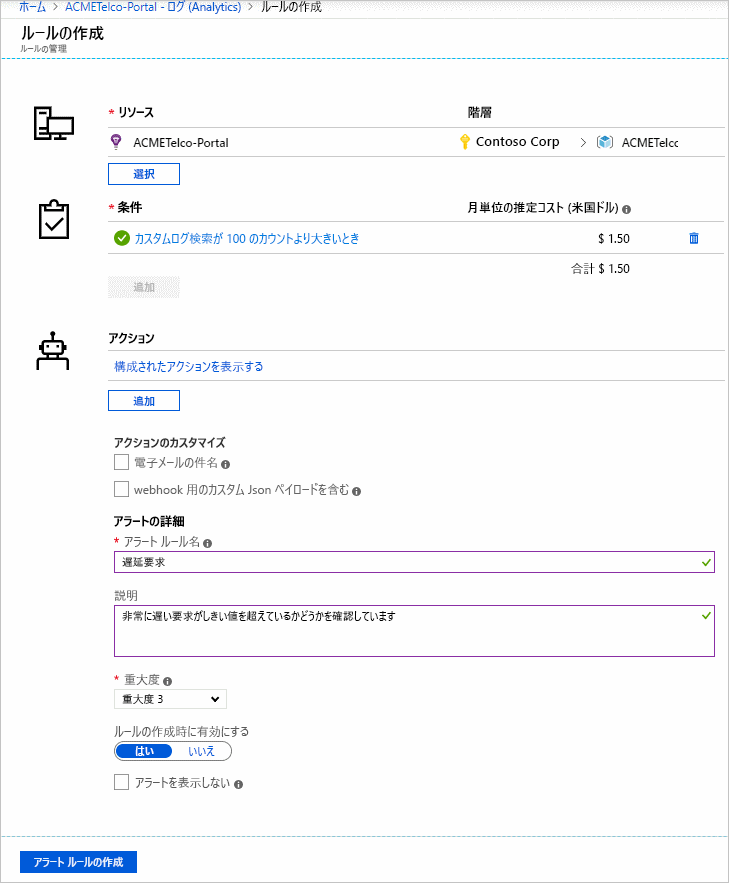 ホーム > ACMETelco-Portal - ログ (Analytics) > ルールの作成
ルールの作成
ルールの管理
* リソース 階層
ACMETelco-Portal Contoso Corp > ACMETelcc
選択
* 条件 月単位の推定コスト (米国ドル)
カスタムログ検索が 100 のカウントより大きいとき $ 1.50
合計 $ 1.50
追加
アクション
構成されたアクションを表示する
追加
アクションのカスタマイズ
電子メールの件名
webhook 用のカスタム Json ペイロードを含む
アラートの詳細
* アラート ルール名
遅延要求
説明
非常に遅い要求がしきい値を超えているかどうかを確認しています
* 重大度
重大度 3
ルールの作成時に有効にする
はい いいえ
アラートを表示しない
アラート ルールの作成